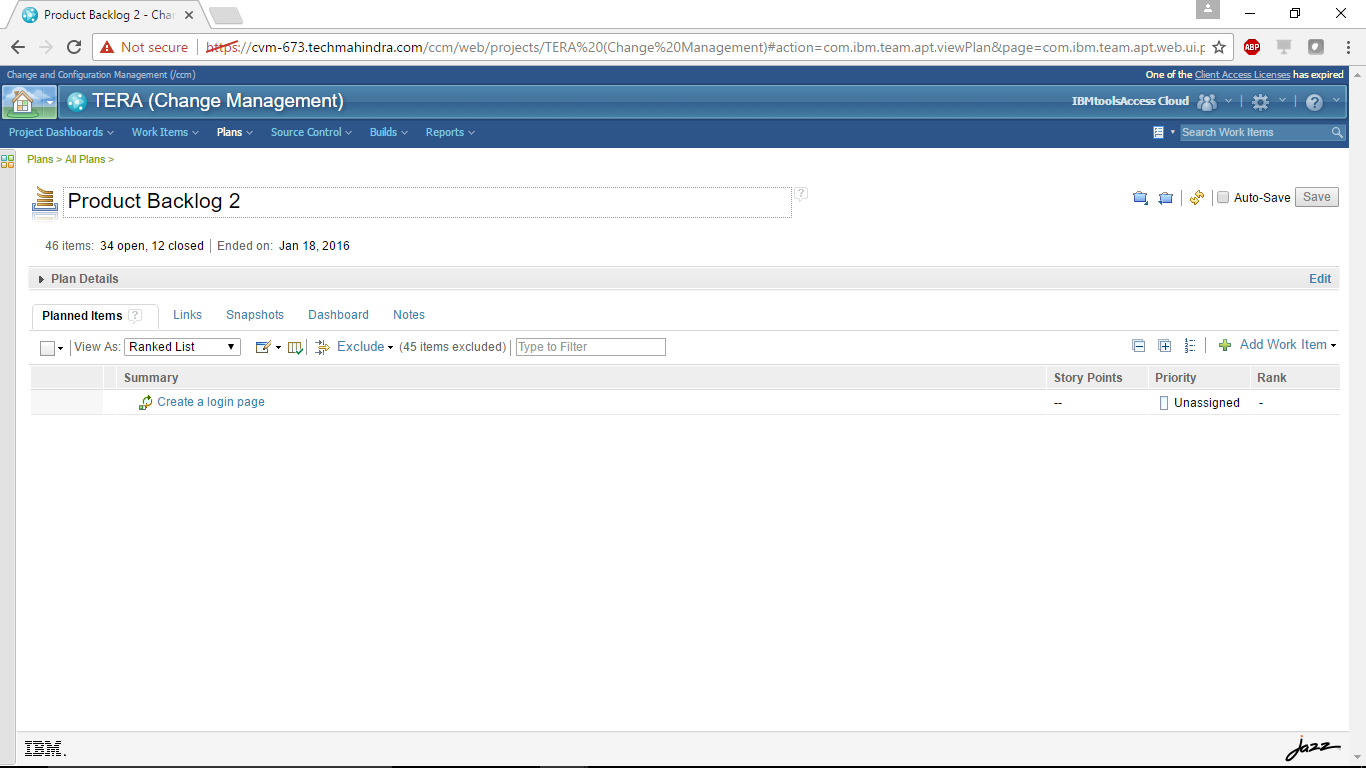 Product Backlog 2 - Cha
Not secure https://cvm-673.techmahindra.com/ccm/web/projects/TERA%20(Change%20Management)#action=com.ibm.team.apt.viewPlan&page=com.ibm.team.apt.web.ui.p
ABP
Change and Configuration Management (/ccm) One of the Client Access Licenses has expired
TERA (Change Management) IBMtoolsAccess Cloud
Project Dashboards Work Items Plans Source Control Builds Reports Search Work Items
Plans > All Plans >
Product Backlog 2 ? Auto-Save Save
46 items: 34 open, 12 closed Ended on: Jan 18, 2016
Plan Details Edit
Planned Items ? Links Snapshots Dashboard Notes
View As: Ranked List Exclude (45 items excluded) Type to Filter Add Work Item
Summary Story Points Priority Rank
Create a login page -- Unassigned -
IBM. jazz